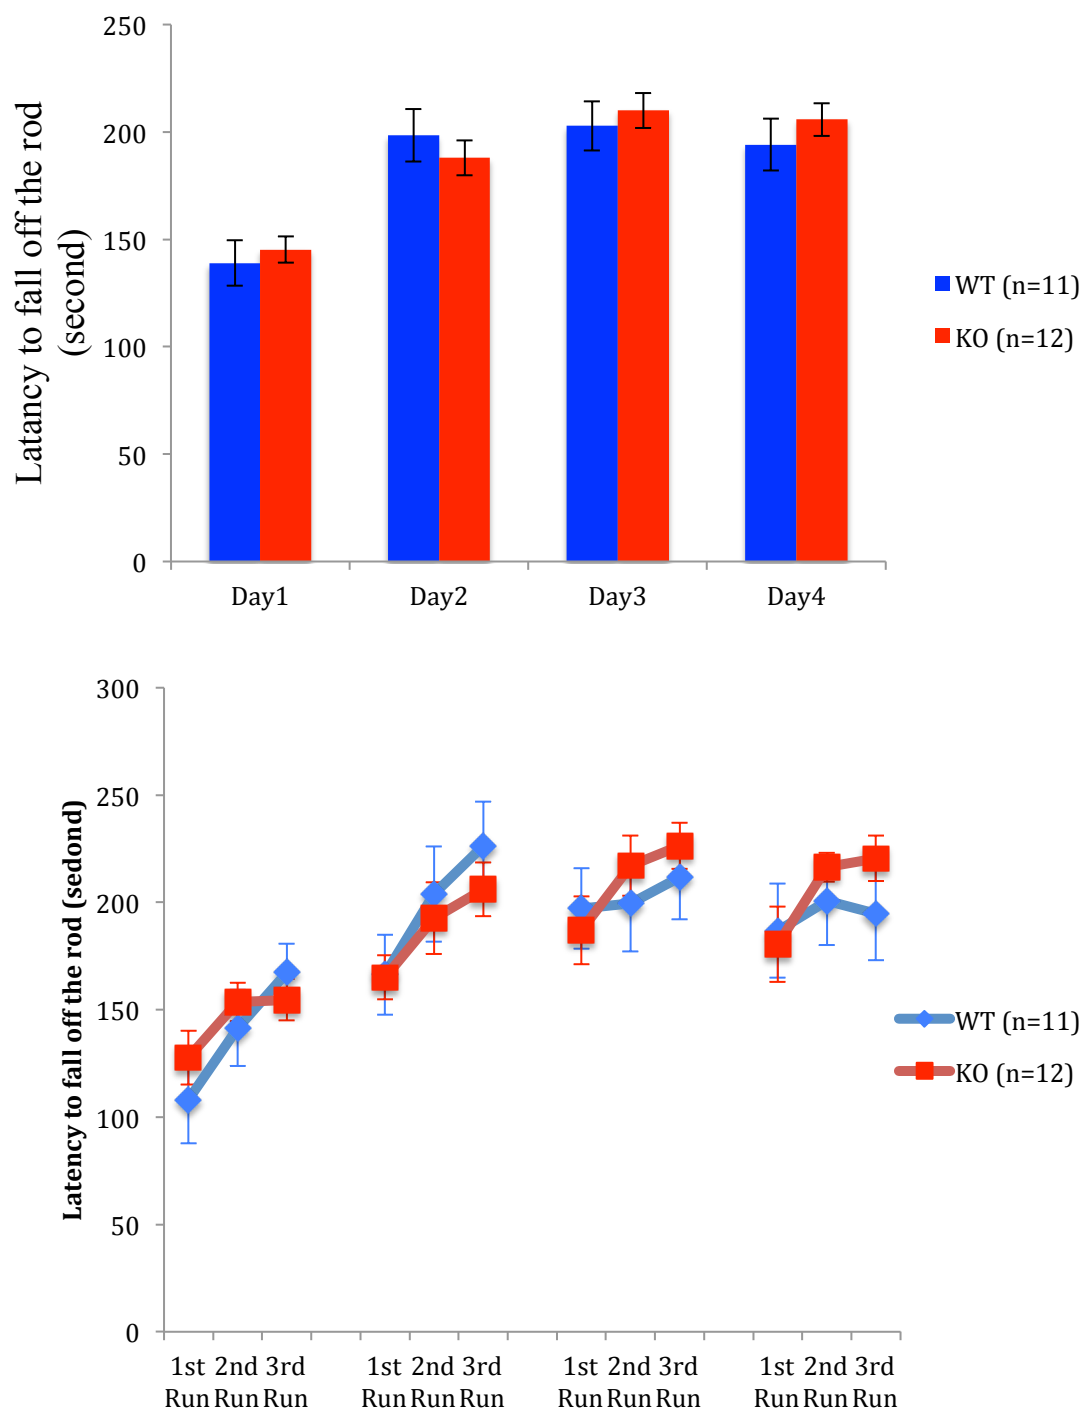 250
200
150
100
50
0
Latancy to fall off the rod
(second)
Day1 Day2 Day3 Day4
WT (n=11)
KO (n=12)
300
250
200
150
100
50
0
Latency to fall off the rod (sedond)
1st 2nd 3rd 1st 2nd 3rd 1st 2nd 3rd 1st 2nd 3rd
Run Run Run Run Run Run Run Run Run Run Run Run
WT (n=11)
KO (n=12)